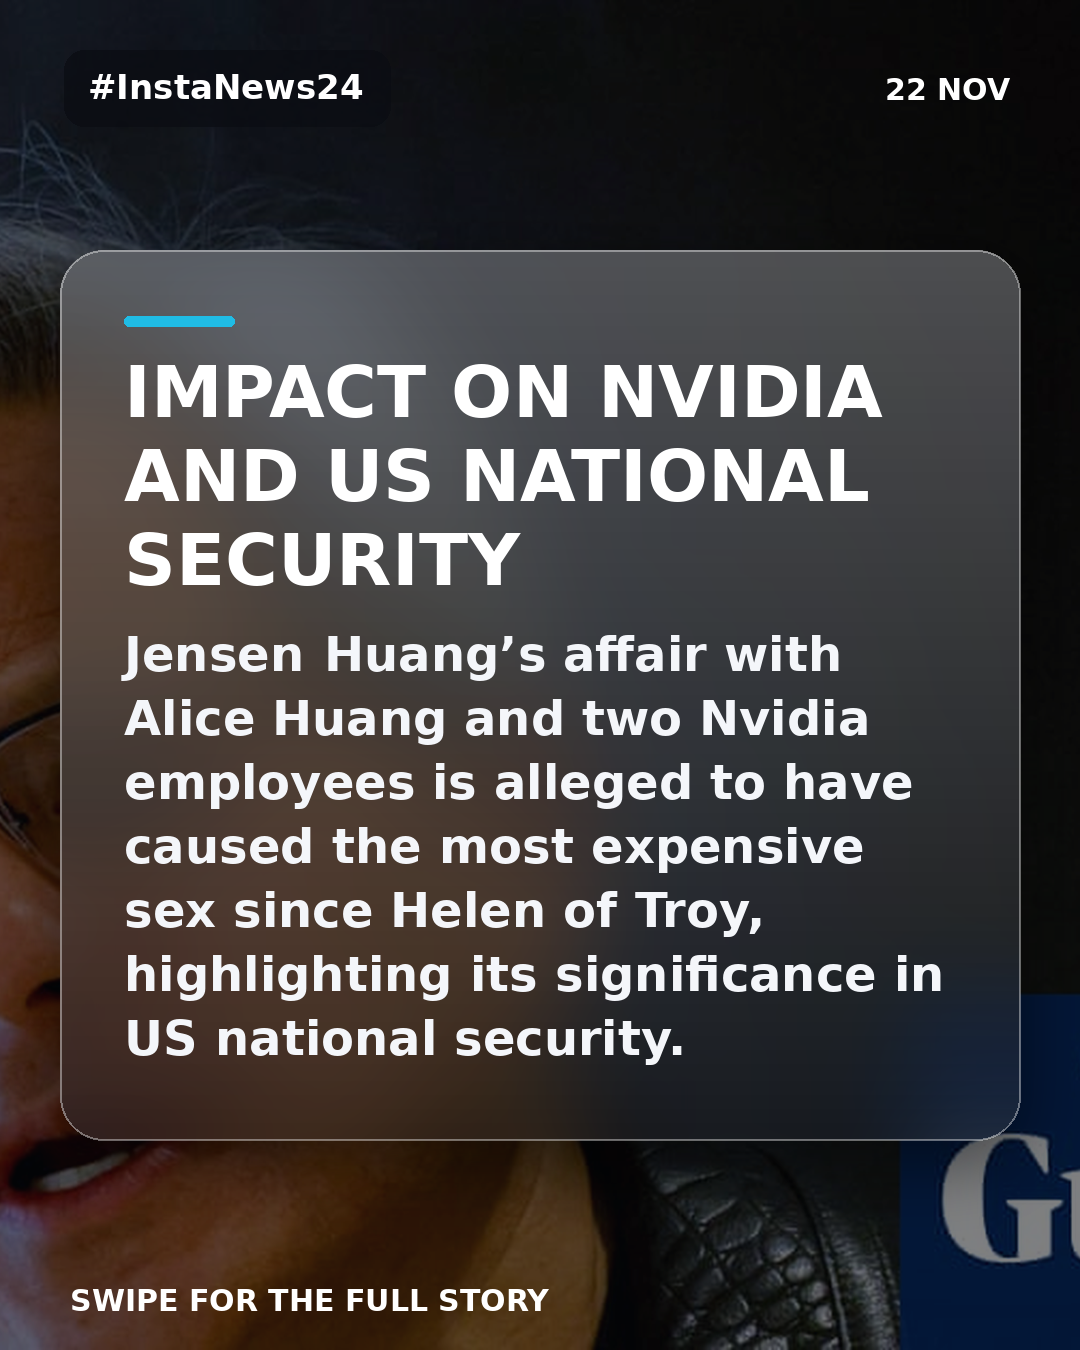 #InstaNews24
22 NOV
IMPACT ON NVIDIA
AND US NATIONAL
SECURITY
Jensen Huang’s affair with
Alice Huang and two Nvidia
employees is alleged to have
caused the most expensive
sex since Helen of Troy,
highlighting its significance in
US national security.
SWIPE FOR THE FULL STORY